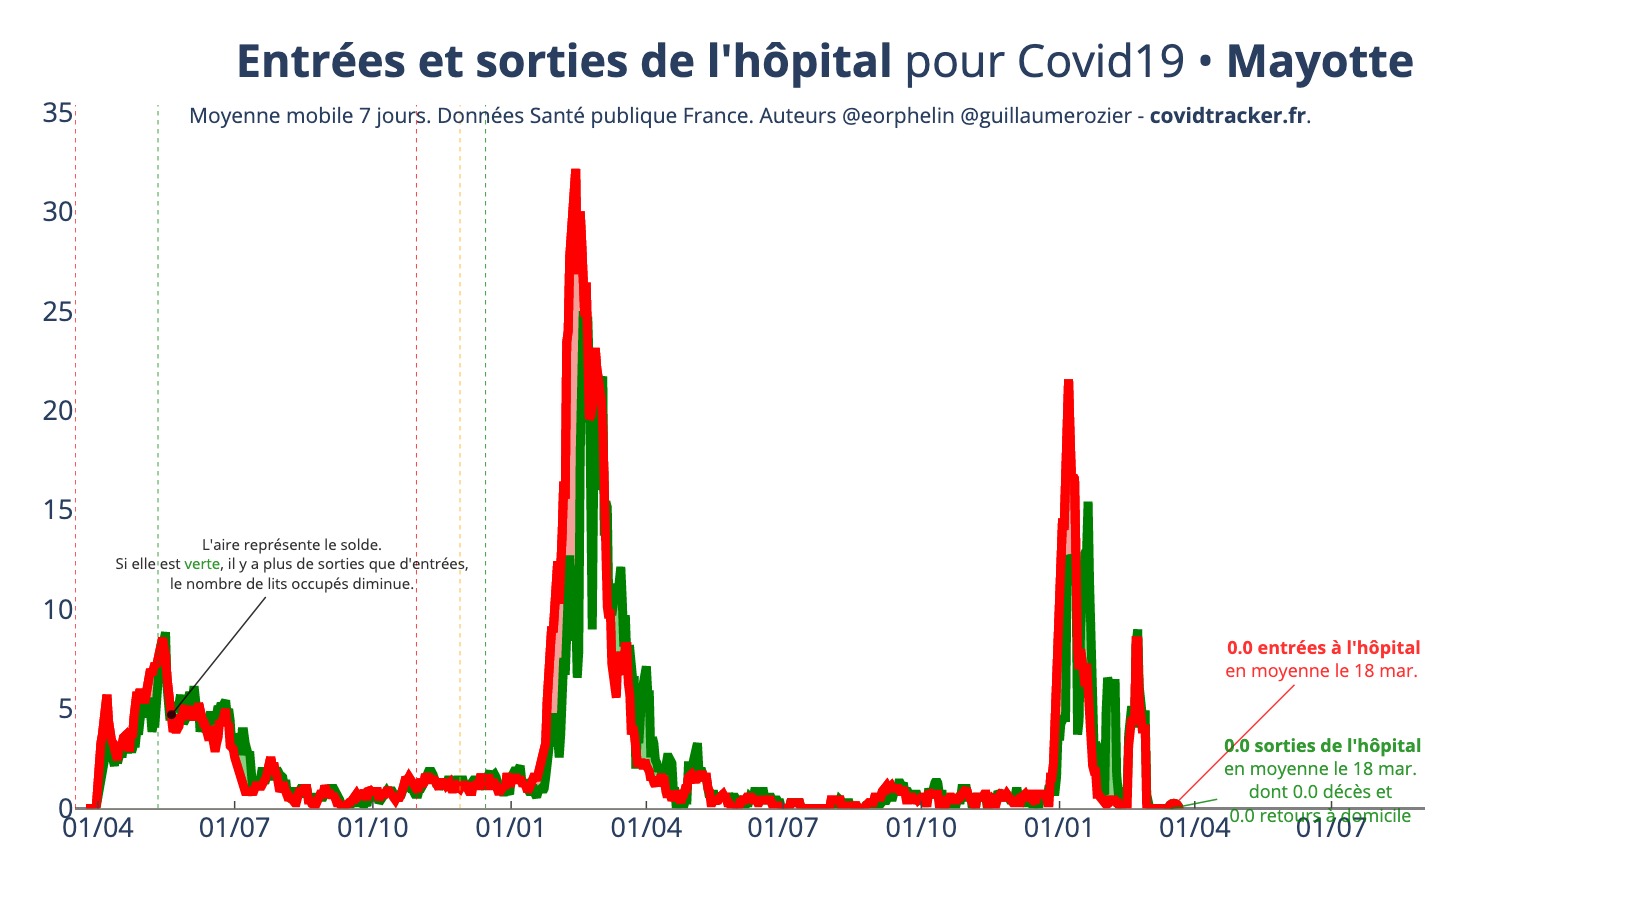 Entrées et sorties de l'hôpital pour Covid19 • Mayotte
Moyenne mobile 7 jours. Données Santé publique France. Auteurs @eorphelin @guillaumerozier - covidtracker.fr.
35
30
25
20
15
10
5
0
L'aire représente le solde.
Si elle est verte, il y a plus de sorties que d'entrées,
le nombre de lits occupés diminue.
0.0 entrées à l'hôpital
en moyenne le 18 mar.
0.0 sorties de l'hôpital
en moyenne le 18 mar.
dont 0.0 décès et
0.0 retours à domicile
01/04 01/07 01/10 01/01 01/04 01/07 01/10 01/01 01/04 01/07